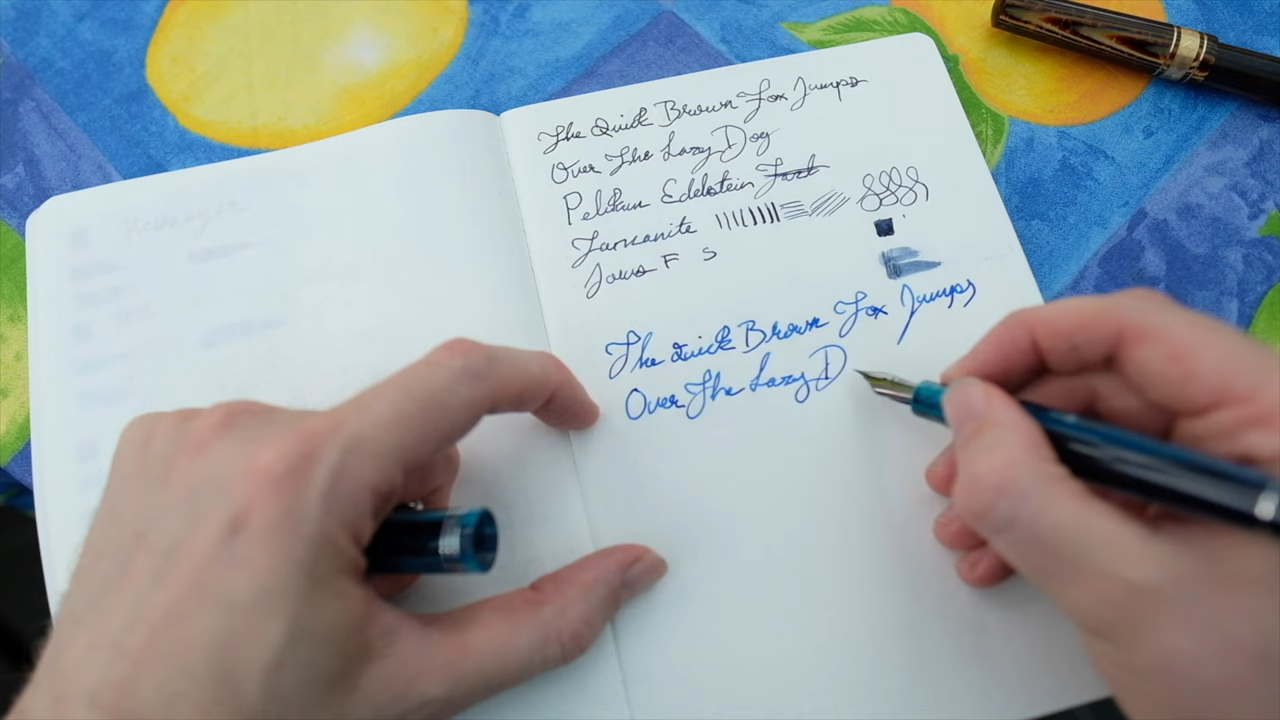 The Quick Brown Fox Jumps
Over The Lazy Dog
Pelikan Edelstein
Tanzanite
Jowo F S
The Quick Brown Fox Jumps
Over The Lazy D